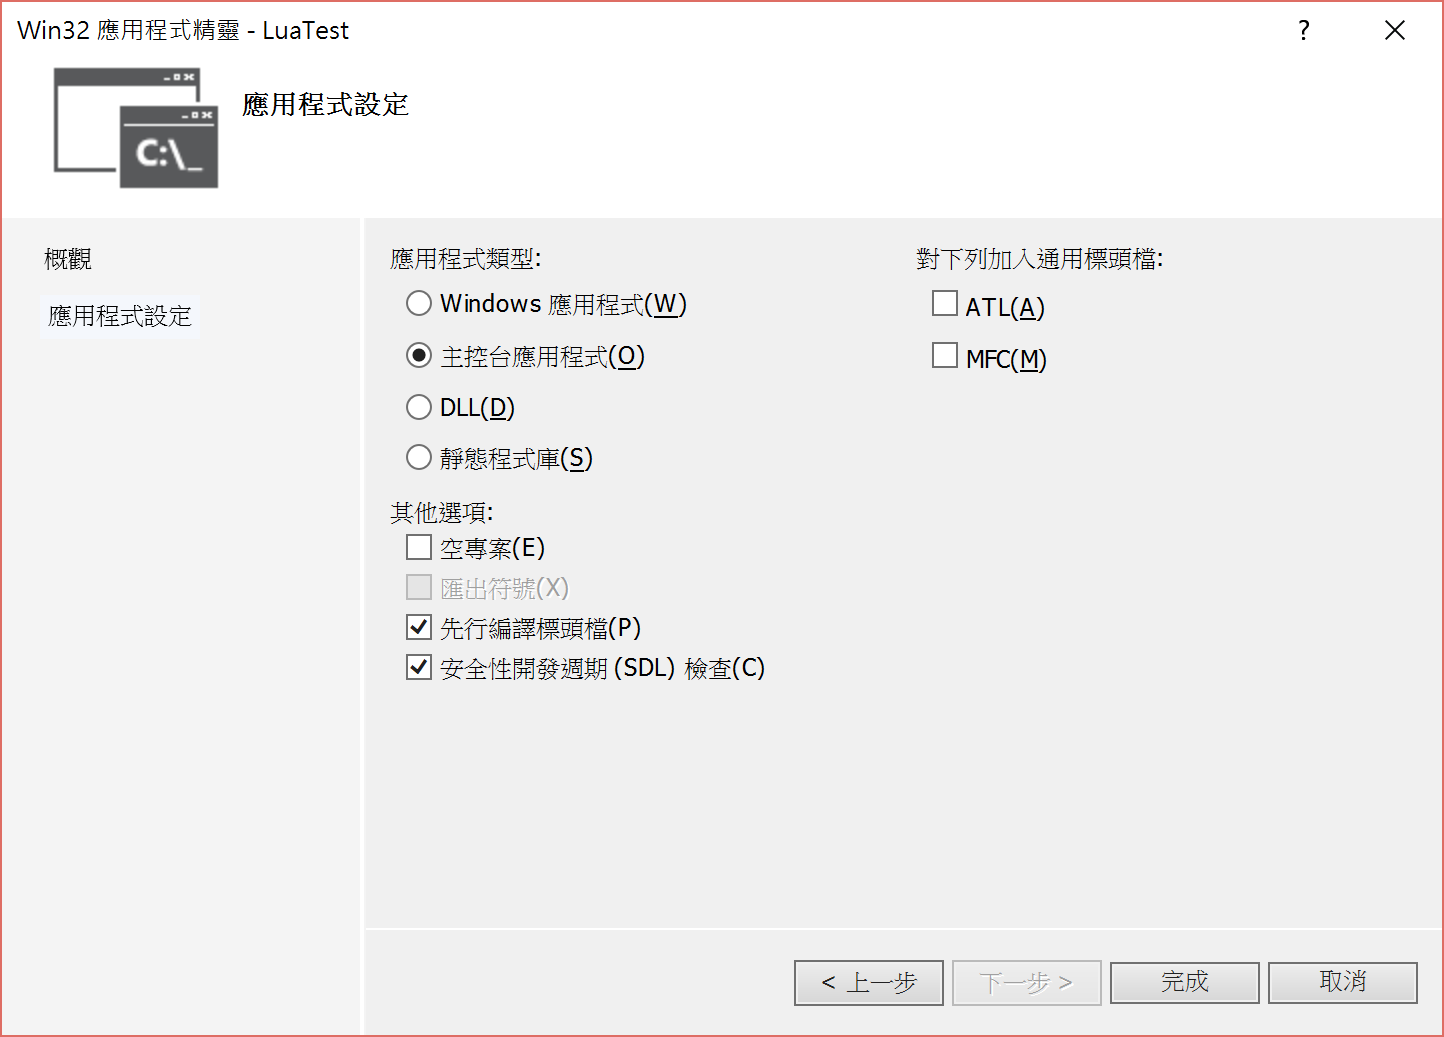 Win32 應用程式精靈 - LuaTest
C:\_
應用程式設定
概觀
應用程式設定
應用程式類型:
Windows 應用程式(W)
主控台應用程式(O)
DLL(D)
靜態程式庫(S)
其他選項:
空專案(E)
匯出符號(X)
先行編譯標頭檔(P)
安全性開發週期 (SDL) 檢查(C)
對下列加入通用標頭檔:
ATL(A)
MFC(M)
< 上一步
下一步 >
完成
取消